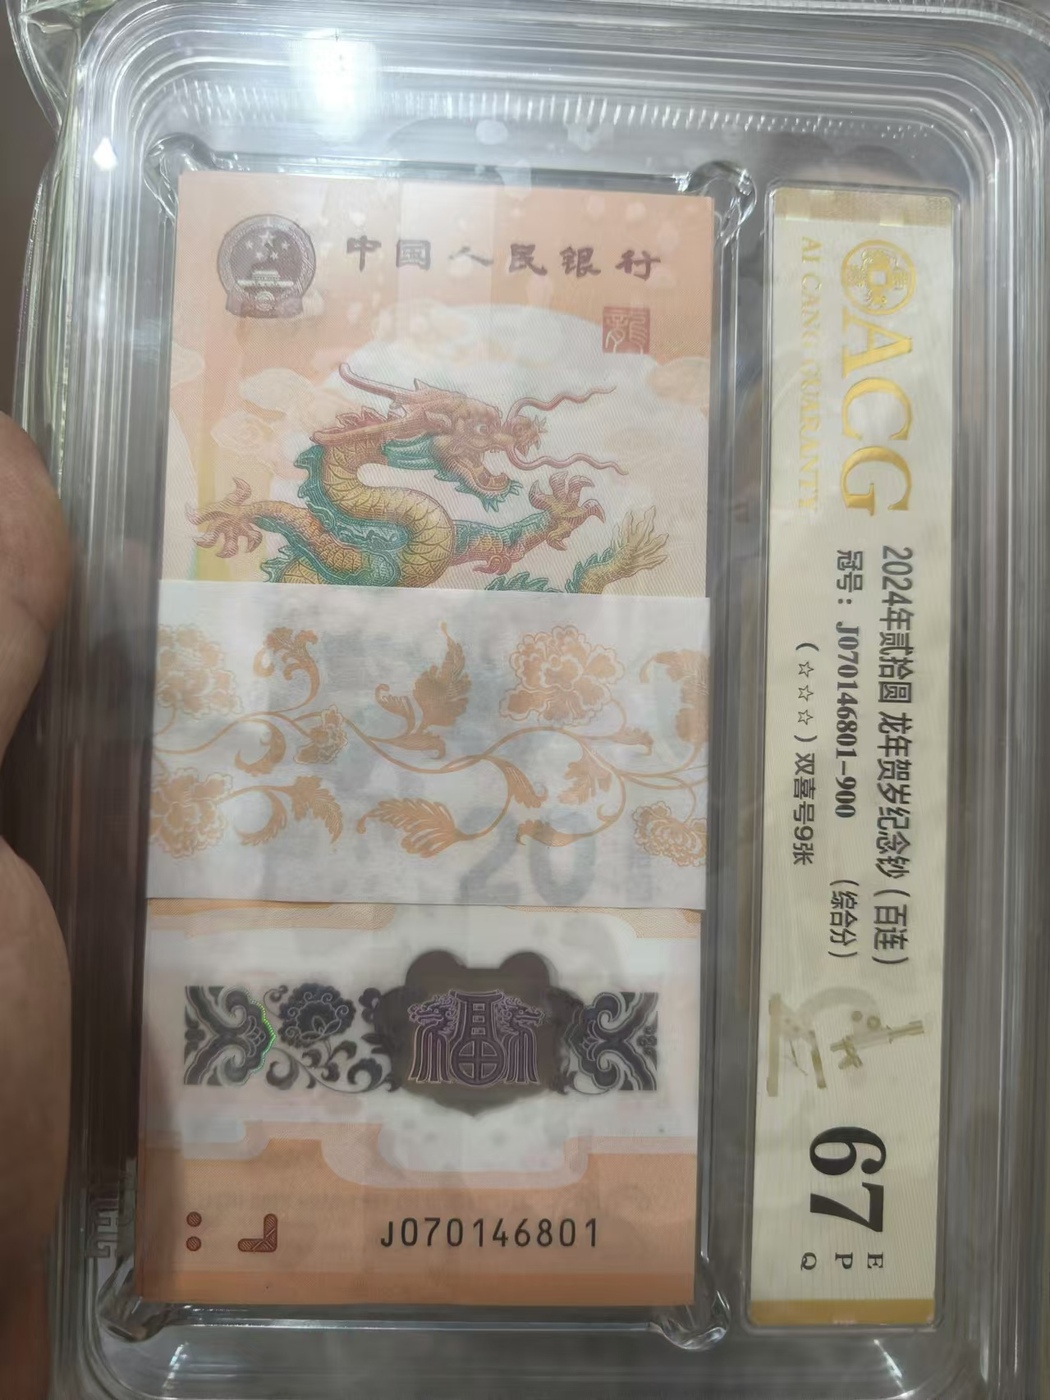 中国人民银行
龍
20
福
J070146801
ACG
AI CANG GUARANTY
2024年贰拾圆 龙年贺岁纪念钞（百连）
冠号：J070146801-900 （综合分）
（☆☆☆）双喜号9张
67 EPQ